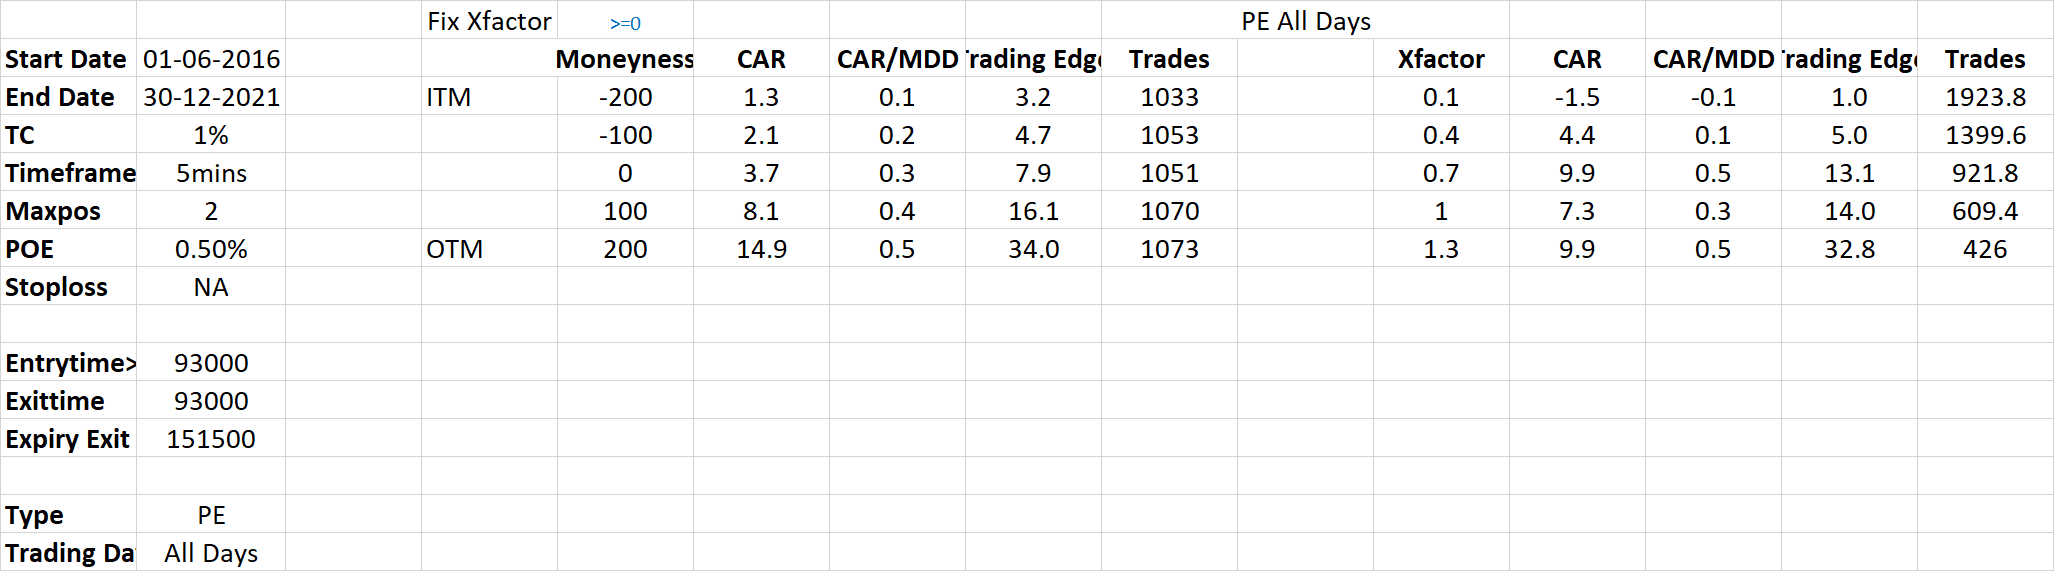 Fix Xfactor >=0 PE All Days
Start Date 01-06-2016 Moneyness CAR CAR/MDD Trading Edge Trades Xfactor CAR CAR/MDD Trading Edge Trades
End Date 30-12-2021 ITM -200 1.3 0.1 3.2 1033 0.1 -1.5 -0.1 1.0 1923.8
TC 1% -100 2.1 0.2 4.7 1053 0.4 4.4 0.1 5.0 1399.6
Timeframe 5mins 0 3.7 0.3 7.9 1051 0.7 9.9 0.5 13.1 921.8
Maxpos 2 100 8.1 0.4 16.1 1070 1 7.3 0.3 14.0 609.4
POE 0.50% OTM 200 14.9 0.5 34.0 1073 1.3 9.9 0.5 32.8 426
Stoploss NA
Entrytime> 93000
Exittime 93000
Expiry Exit 151500
Type PE
Trading Da All Days